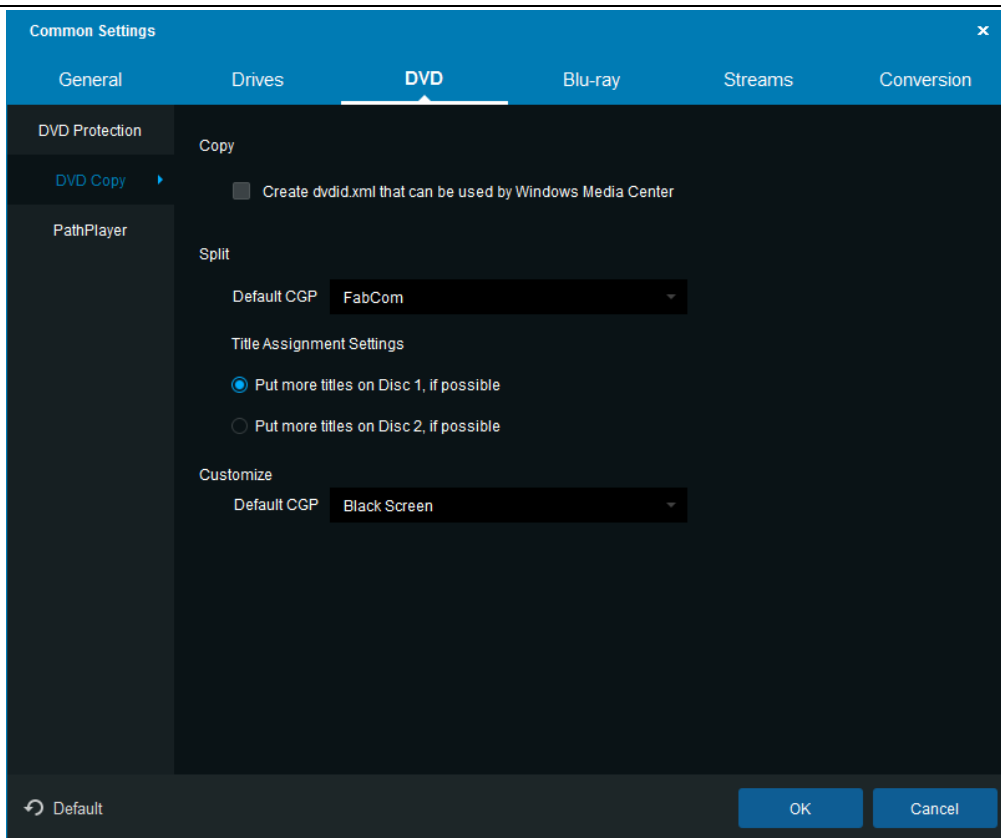 Common Settings
General Drives DVD Blu-ray Streams Conversion
DVD Protection
DVD Copy
PathPlayer
Copy
Create dvdid.xml that can be used by Windows Media Center
Split
Default CGP FabCom
Title Assignment Settings
Put more titles on Disc 1, if possible
Put more titles on Disc 2, if possible
Customize
Default CGP Black Screen
Default OK Cancel